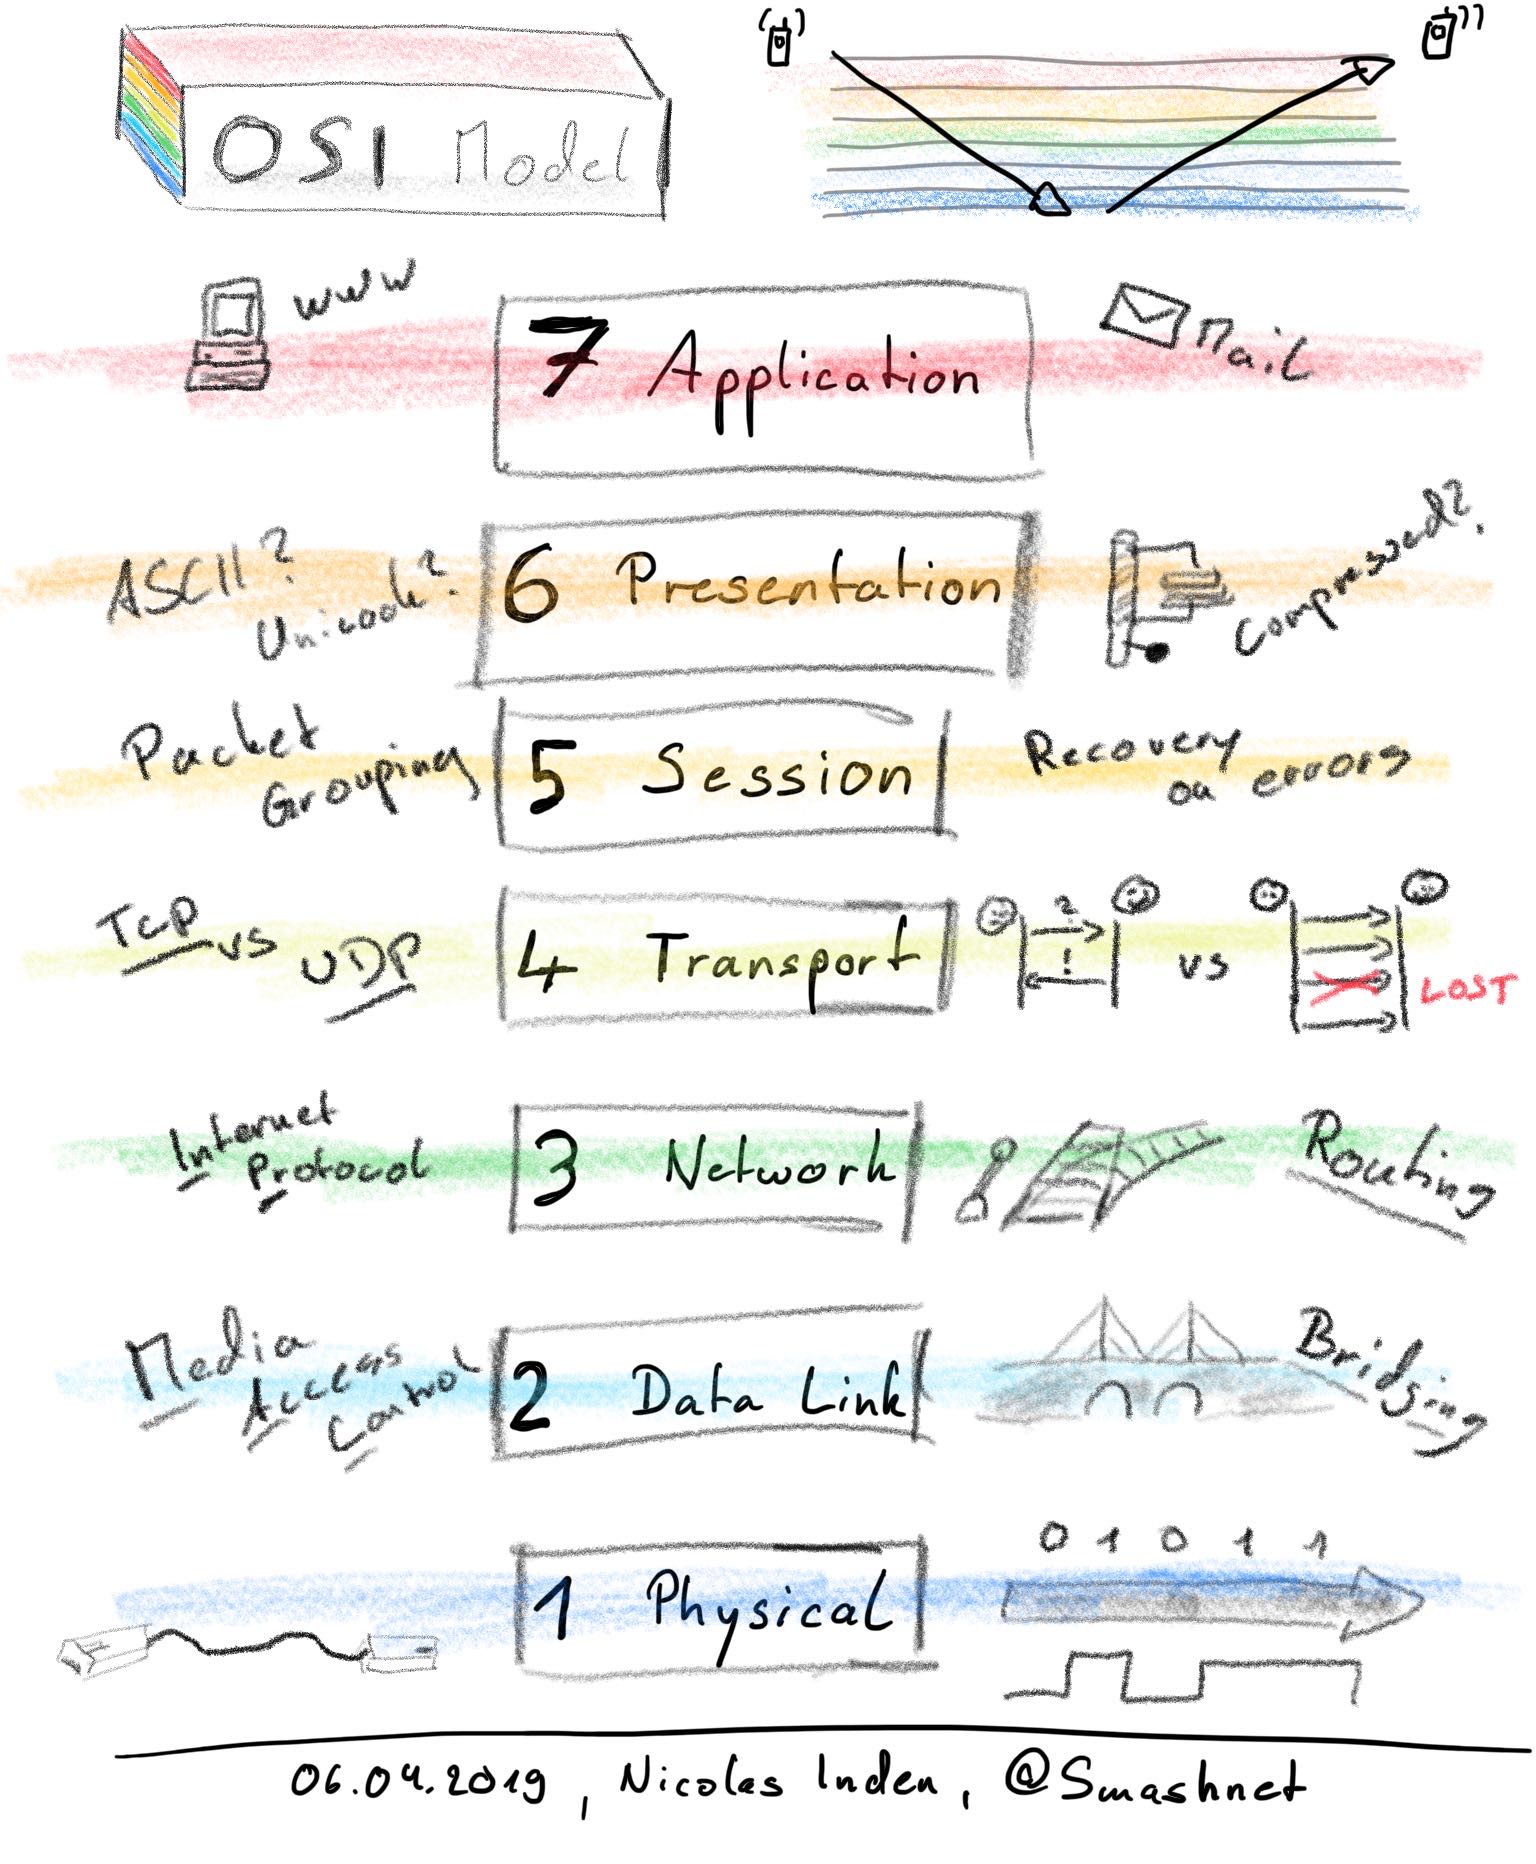 OSI Model
www
7 Application
Mail
ASCII?
Unicode?
6 Presentation
Compressed?
Packet
Grouping
5 Session
Recovery
on errors
TCP
vs
UDP
4 Transport
?
!
vs
LOST
Internet
Protocol
3 Network
Routing
Media
Access
Control
2 Data Link
Bridging
0 1 0 1 1
1 Physical
06.04.2019, Nicolas Inden, @Smashnet